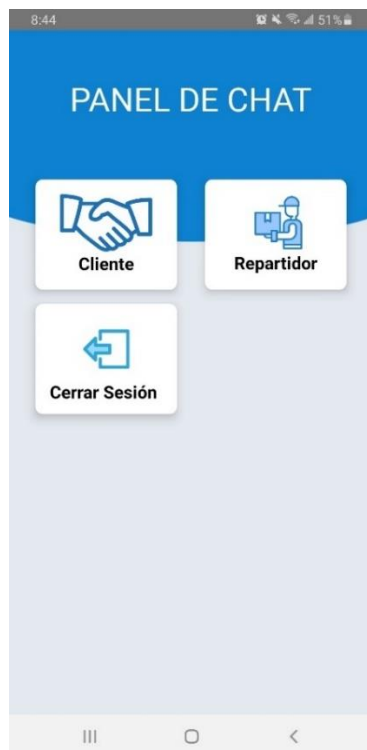 8:44
51%
PANEL DE CHAT
Cliente
Repartidor
Cerrar Sesión